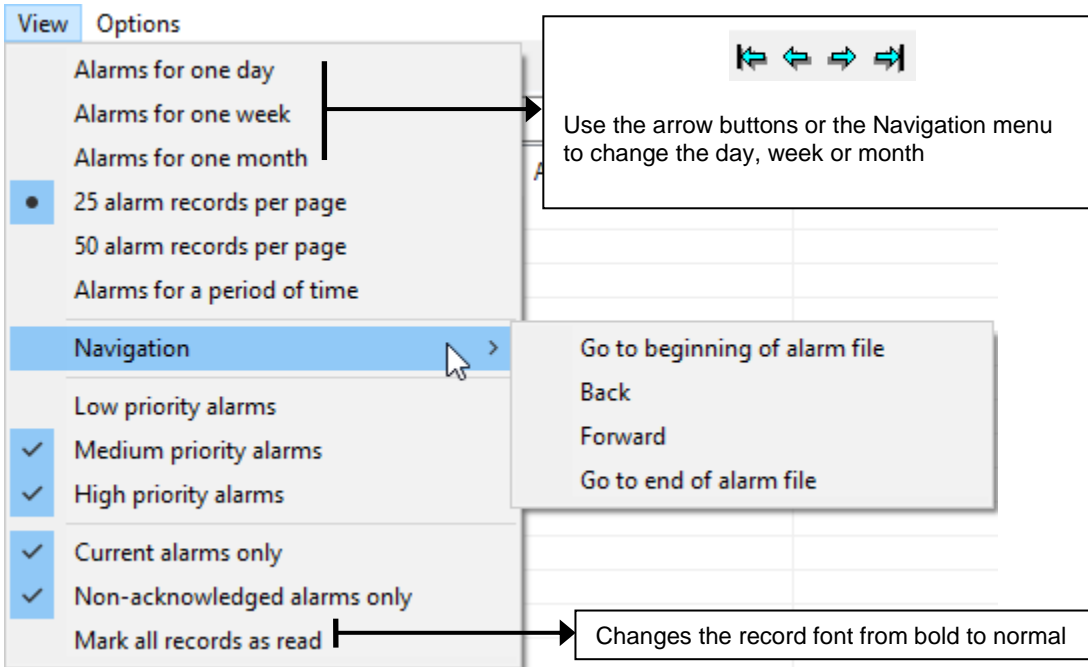 View Options
Alarms for one day
Alarms for one week
Alarms for one month
25 alarm records per page
50 alarm records per page
Alarms for a period of time
Navigation
Low priority alarms
Medium priority alarms
High priority alarms
Current alarms only
Non-acknowledged alarms only
Mark all records as read
Use the arrow buttons or the Navigation menu
to change the day, week or month
Go to beginning of alarm file
Back
Forward
Go to end of alarm file
Changes the record font from bold to normal